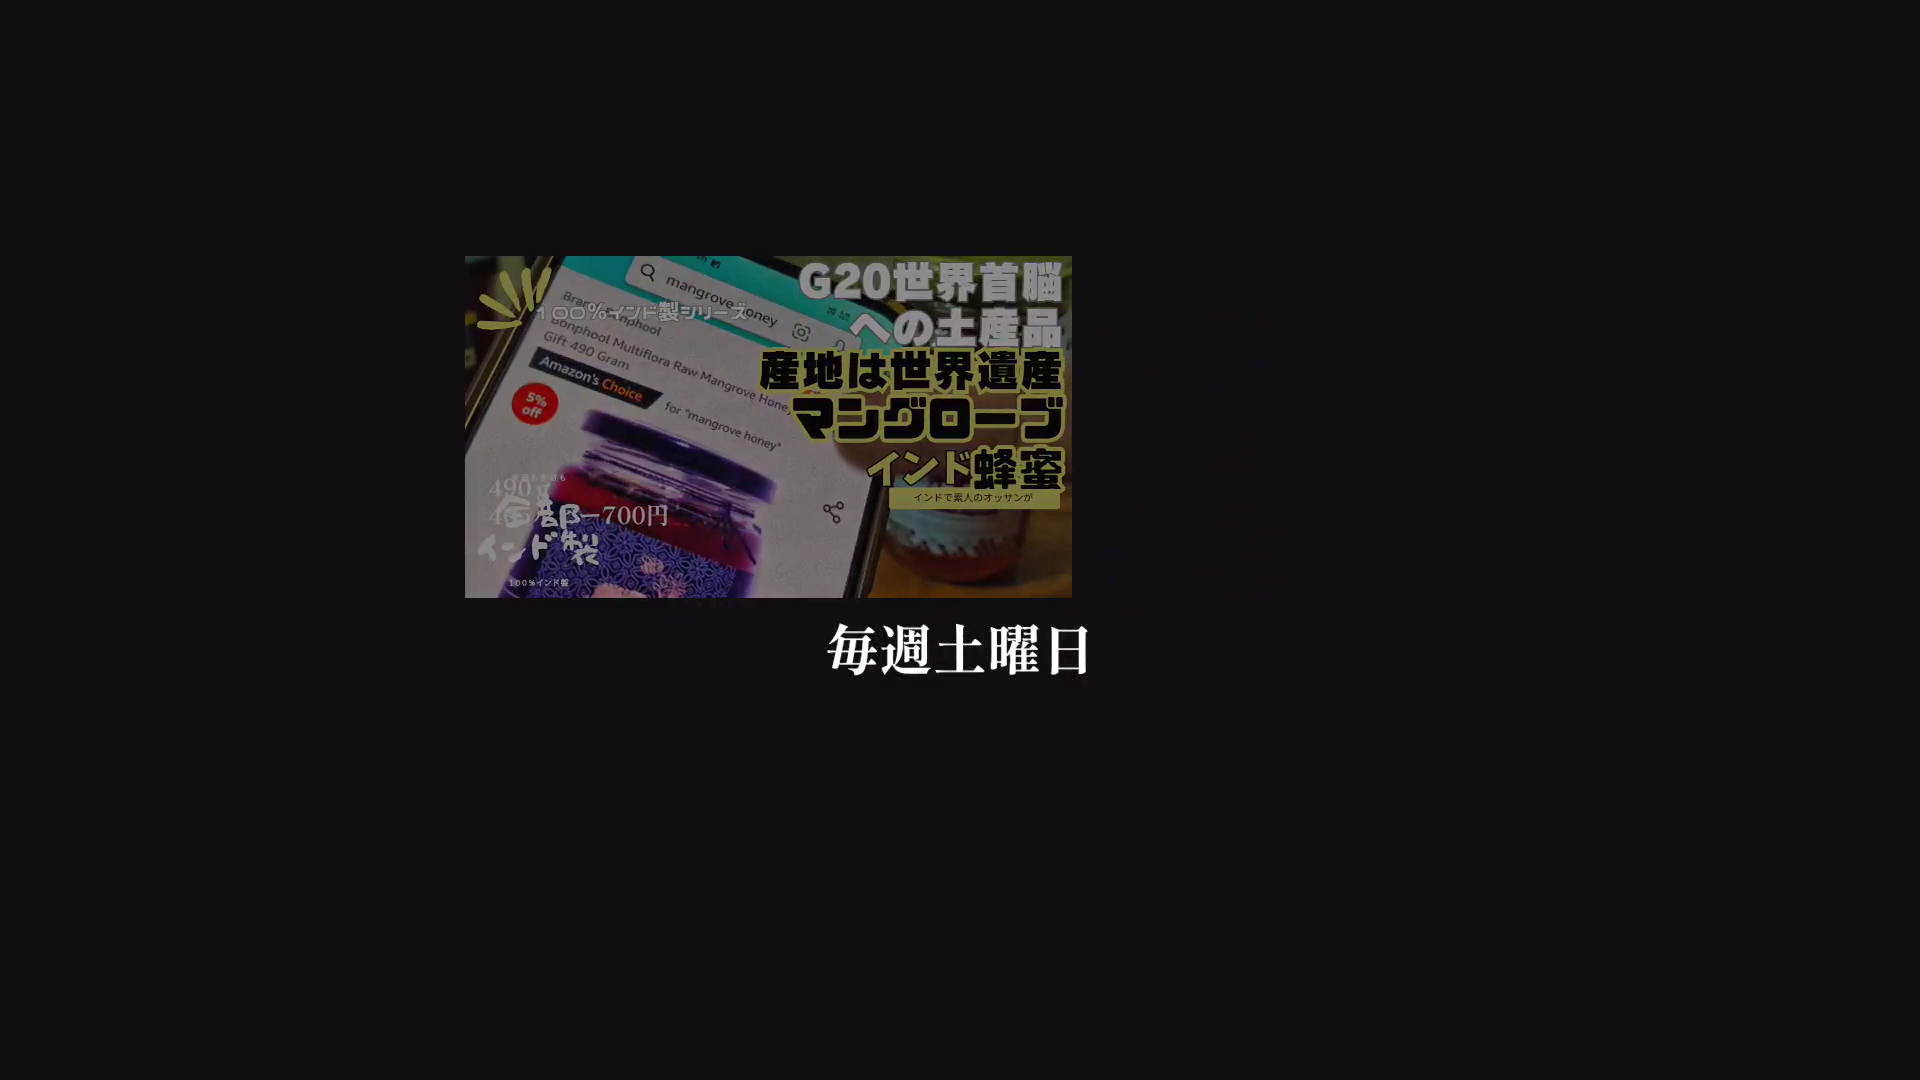 mangrove honey
100%インド製シリーズ
Bonphool Multiflora Raw Mangrove Honey
Gift 490 Gram
Amazon's Choice
for "mangrove honey"
5%
off
G20世界首脳
への土産品
産地は世界遺産
マングローブ
インド蜂蜜
インドで素人のオッサンが
490
全部
ー700円
インド製
100%インド製
毎週土曜日